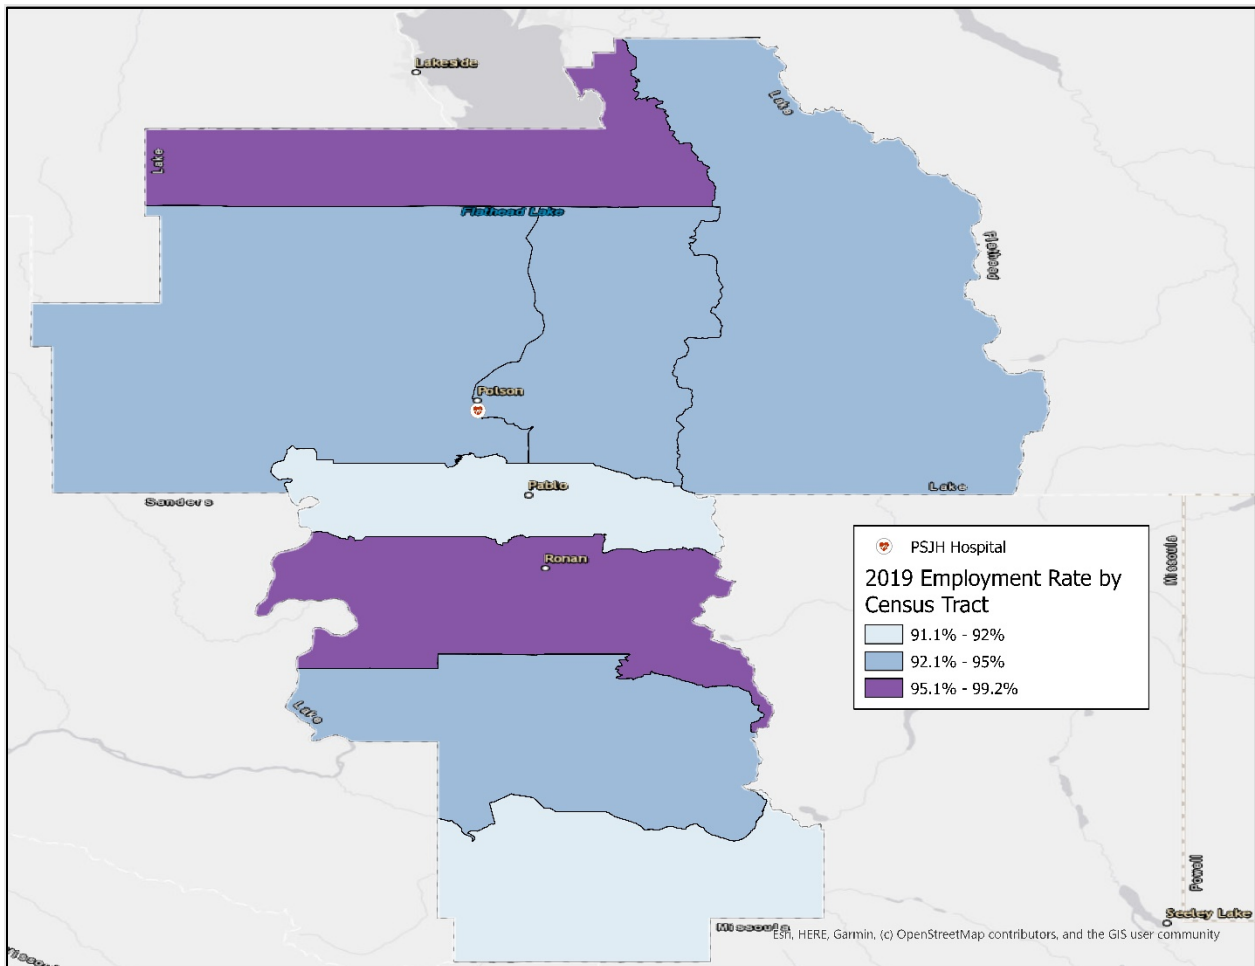 Lakeside
Lake
Lake
Flathead Lake
Flathead
Polson
Pablo
Lake
Sanders
Missoula
PSJH Hospital
2019 Employment Rate by
Census Tract
91.1% - 92%
92.1% - 95%
95.1% - 99.2%
Ronan
Lake
Powell
Seeley Lake
Missoula
Esri, HERE, Garmin, (c) OpenStreetMap contributors, and the GIS user community